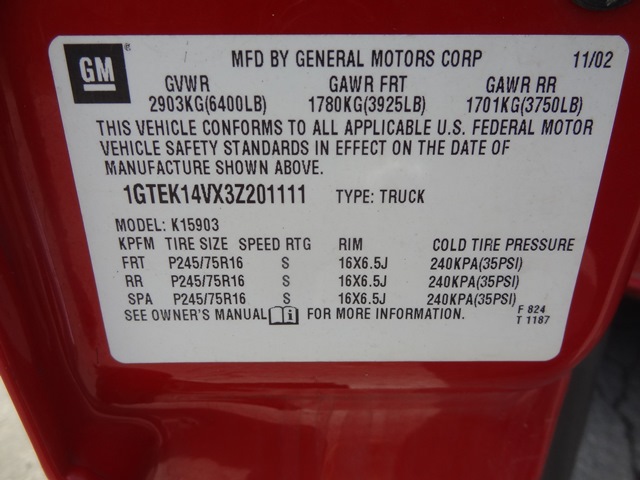 GM ®
MFD BY GENERAL MOTORS CORP 11/02
GVWR GAWR FRT GAWR RR
2903KG(6400LB) 1780KG(3925LB) 1701KG(3750LB)
THIS VEHICLE CONFORMS TO ALL APPLICABLE U.S. FEDERAL MOTOR
VEHICLE SAFETY STANDARDS IN EFFECT ON THE DATE OF
MANUFACTURE SHOWN ABOVE.
1GTEK14VX3Z201111 TYPE: TRUCK
MODEL: K15903
KPFM TIRE SIZE SPEED RTG RIM COLD TIRE PRESSURE
FRT P245/75R16 S 16X6.5J 240KPA(35PSI)
RR P245/75R16 S 16X6.5J 240KPA(35PSI)
SPA P245/75R16 S 16X6.5J 240KPA(35PSI)
SEE OWNER'S MANUAL i FOR MORE INFORMATION.
F 824
T 1187